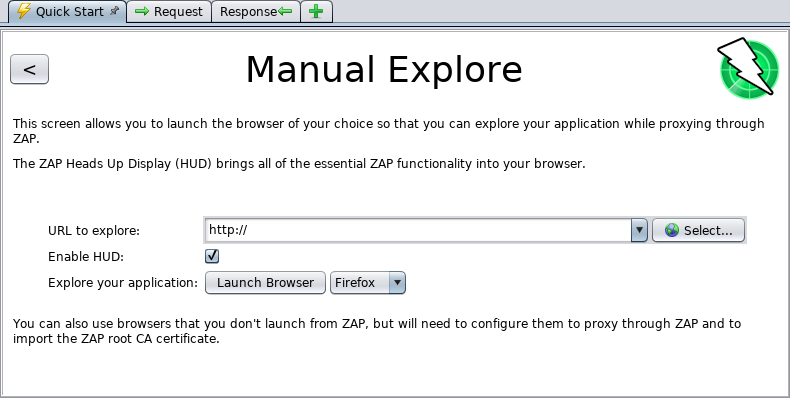 Quick Start
Request
Response
<
Manual Explore
This screen allows you to launch the browser of your choice so that you can explore your application while proxying through
ZAP.
The ZAP Heads Up Display (HUD) brings all of the essential ZAP functionality into your browser.
URL to explore:
http://
Select...
Enable HUD:
Explore your application:
Launch Browser
Firefox
You can also use browsers that you don't launch from ZAP, but will need to configure them to proxy through ZAP and to
import the ZAP root CA certificate.